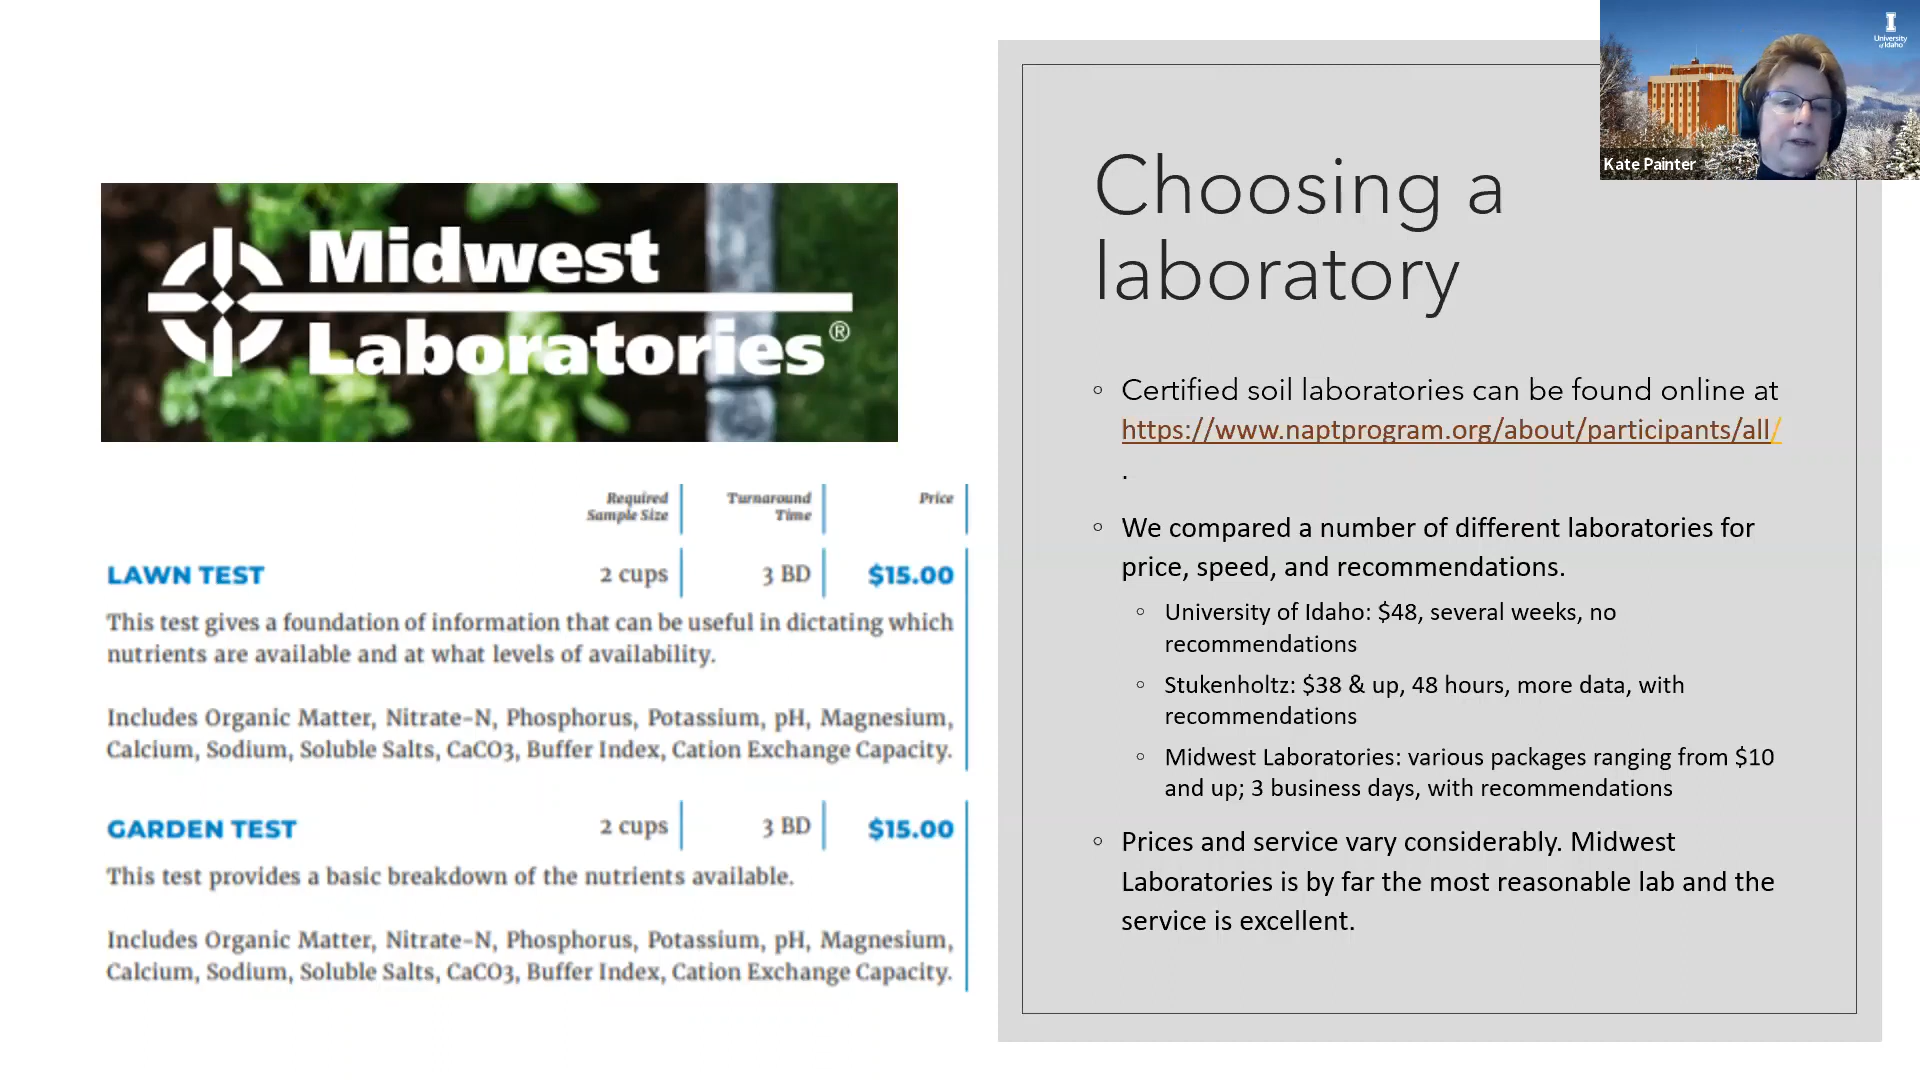 Midwest
Laboratories®
Required
Sample Size
Turnaround
Time
Price
LAWN TEST 2 cups 3 BD $15.00
This test gives a foundation of information that can be useful in dictating which
nutrients are available and at what levels of availability.
Includes Organic Matter, Nitrate-N, Phosphorus, Potassium, pH, Magnesium,
Calcium, Sodium, Soluble Salts, CaCO3, Buffer Index, Cation Exchange Capacity.
GARDEN TEST 2 cups 3 BD $15.00
This test provides a basic breakdown of the nutrients available.
Includes Organic Matter, Nitrate-N, Phosphorus, Potassium, pH, Magnesium,
Calcium, Sodium, Soluble Salts, CaCO3, Buffer Index, Cation Exchange Capacity.
Choosing a
laboratory
◦ Certified soil laboratories can be found online at
https://www.naptprogram.org/about/participants/all/
.
◦ We compared a number of different laboratories for
price, speed, and recommendations.
◦ University of Idaho: $48, several weeks, no
recommendations
◦ Stukenholtz: $38 & up, 48 hours, more data, with
recommendations
◦ Midwest Laboratories: various packages ranging from $10
and up; 3 business days, with recommendations
◦ Prices and service vary considerably. Midwest
Laboratories is by far the most reasonable lab and the
service is excellent.
I
University
of Idaho
Kate Painter